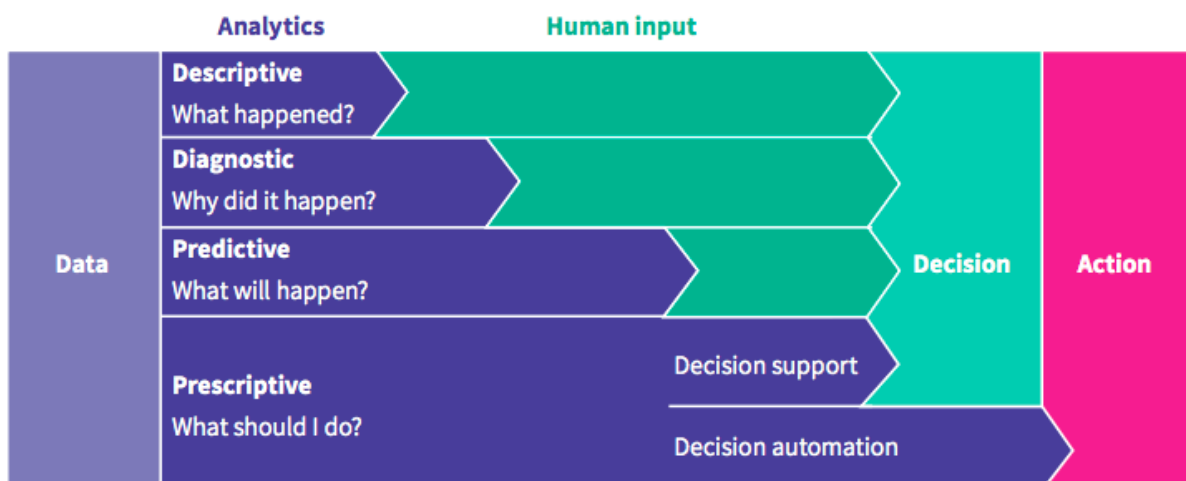 Analytics
Human input
Data
Descriptive
What happened?
Diagnostic
Why did it happen?
Predictive
What will happen?
Prescriptive
What should I do?
Decision support
Decision automation
Decision
Action